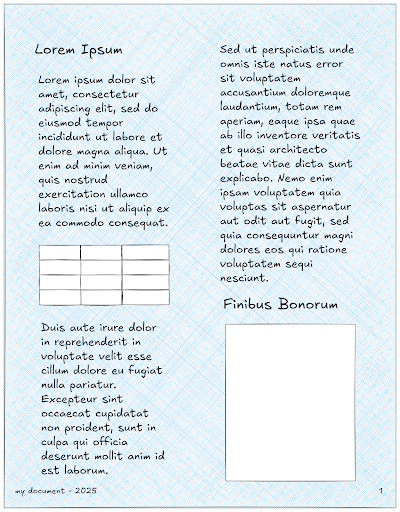 Lorem Ipsum
Lorem ipsum dolor sit
amet, consectetur
adipiscing elit, sed do
eiusmod tempor
incididunt ut labore et
dolore magna aliqua. Ut
enim ad minim veniam,
quis nostrud
exercitation ullamco
laboris nisi ut aliquip ex
ea commodo consequat.
Duis aute irure dolor
in reprehenderit in
voluptate velit esse
cillum dolore eu fugiat
nulla pariatur.
Excepteur sint
occaecat cupidatat
non proident, sunt in
culpa qui officia
deserunt mollit anim id
est laborum.
Sed ut perspiciatis unde
omnis iste natus error
sit voluptatem
accusantium doloremque
laudantium, totam rem
aperiam, eaque ipsa quae
ab illo inventore veritatis
et quasi architecto
beatae vitae dicta sunt
explicabo. Nemo enim
ipsam voluptatem quia
voluptas sit aspernatur
aut odit aut fugit, sed
quia consequuntur magni
dolores eos qui ratione
voluptatem sequi
nesciunt.
Finibus Bonorum
my document - 2025
1